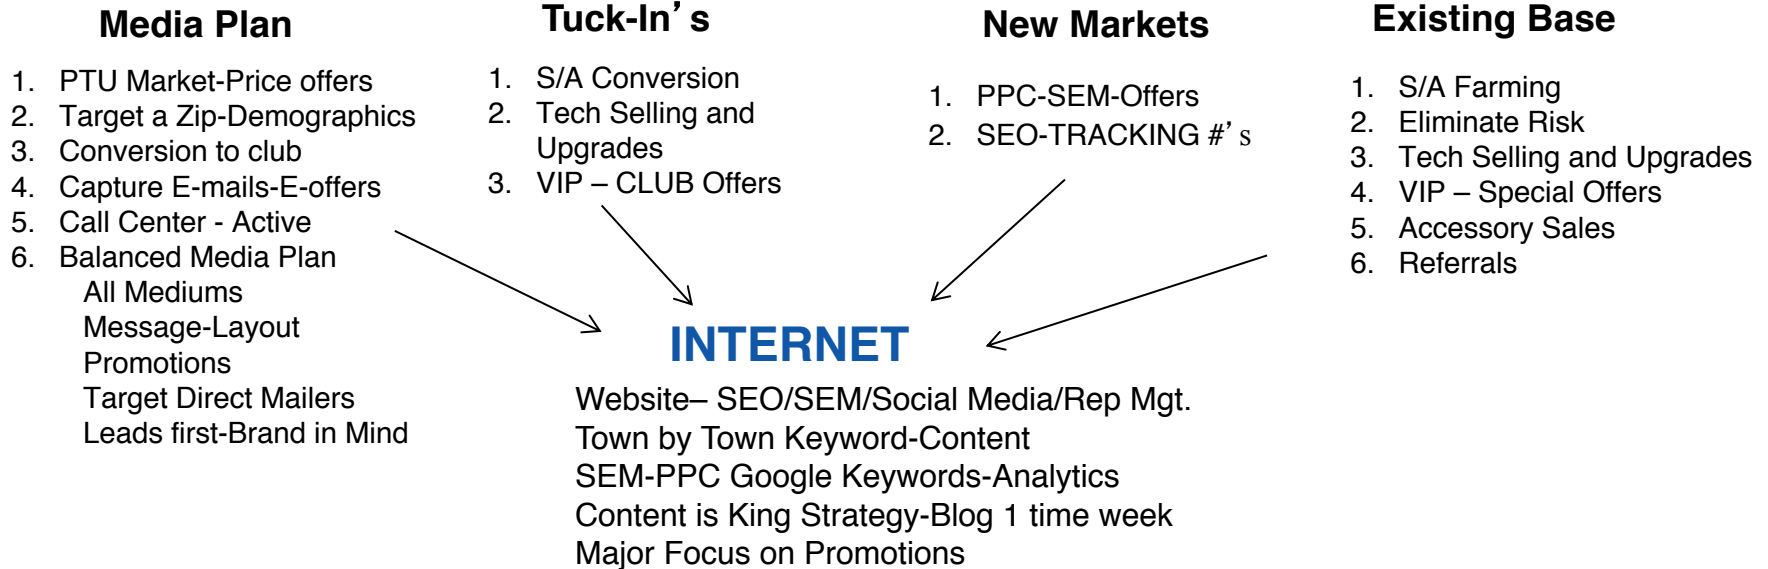 Media Plan
1. PTU Market-Price offers
2. Target a Zip-Demographics
3. Conversion to club
4. Capture E-mails-E-offers
5. Call Center - Active
6. Balanced Media Plan
All Mediums
Message-Layout
Promotions
Target Direct Mailers
Leads first-Brand in Mind
Tuck-In’s
1. S/A Conversion
2. Tech Selling and
Upgrades
3. VIP – CLUB Offers
New Markets
1. PPC-SEM-Offers
2. SEO-TRACKING #’s
Existing Base
1. S/A Farming
2. Eliminate Risk
3. Tech Selling and Upgrades
4. VIP – Special Offers
5. Accessory Sales
6. Referrals
INTERNET
Website– SEO/SEM/Social Media/Rep Mgt.
Town by Town Keyword-Content
SEM-PPC Google Keywords-Analytics
Content is King Strategy-Blog 1 time week
Major Focus on Promotions